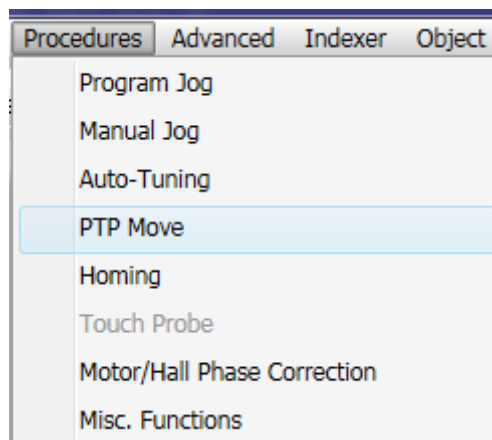 Procedures Advanced Indexer Object
Program Jog
Manual Jog
Auto-Tuning
PTP Move
Homing
Touch Probe
Motor/Hall Phase Correction
Misc. Functions